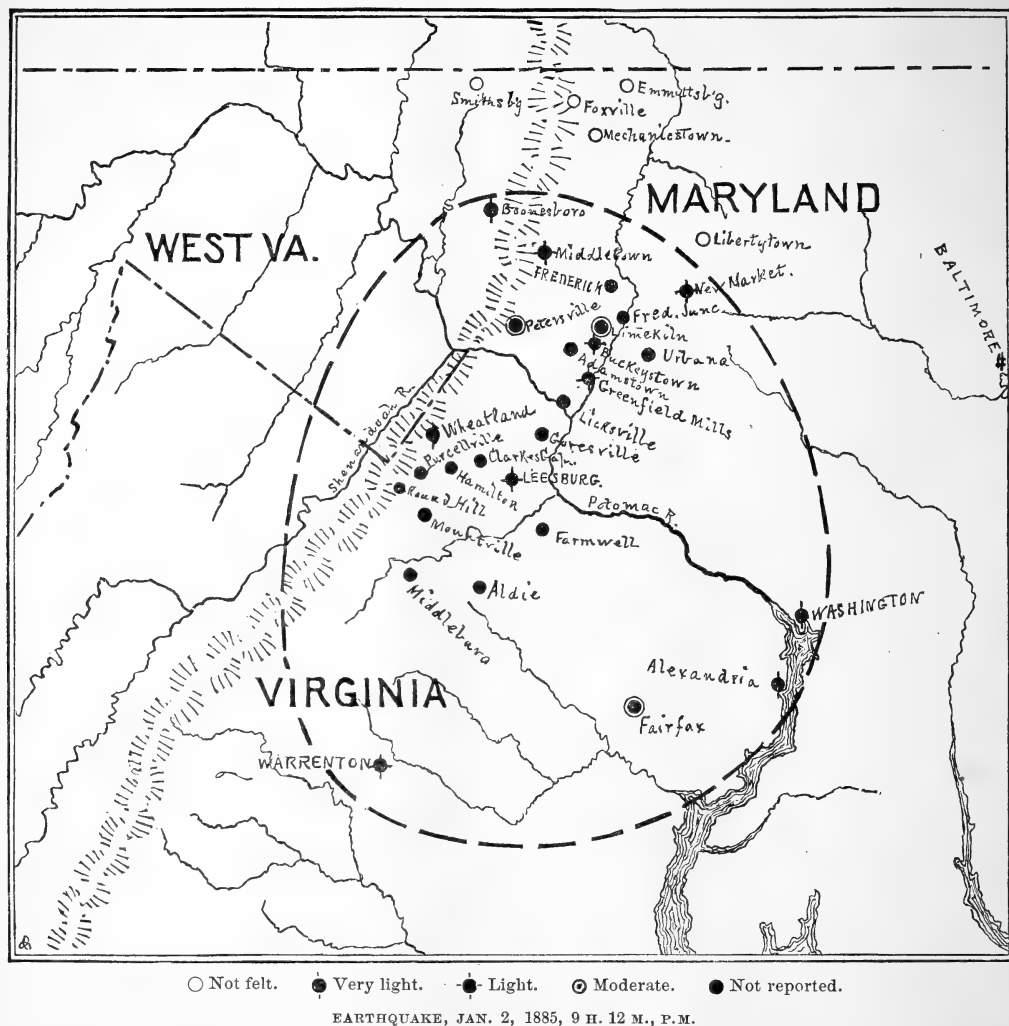 Smithsb'g
Emmittsb'g.
Foxville
Mechanicstown.
MARYLAND
Boonesboro
WEST VA.
Libertytown
Middletown
BALTIMORE
FREDERICK
New Market.
Petersville
Fred. Junc.
Limekiln
Buckeystown
Urbana
Adamstown
Greenfield Mills
Shenandoah R.
Licksville
Wheatland
Goresville
Purcellville
Clarkes Gap.
Hamilton
LEESBURG.
Round Hill
Potomac R.
Mountville
Farmwell
Middleburg
Aldie
WASHINGTON
Alexandria
VIRGINIA
Fairfax
WARRENTON
Not felt. Very light. Light. Moderate. Not reported.
EARTHQUAKE, JAN. 2, 1885, 9 H. 12 M., P.M.